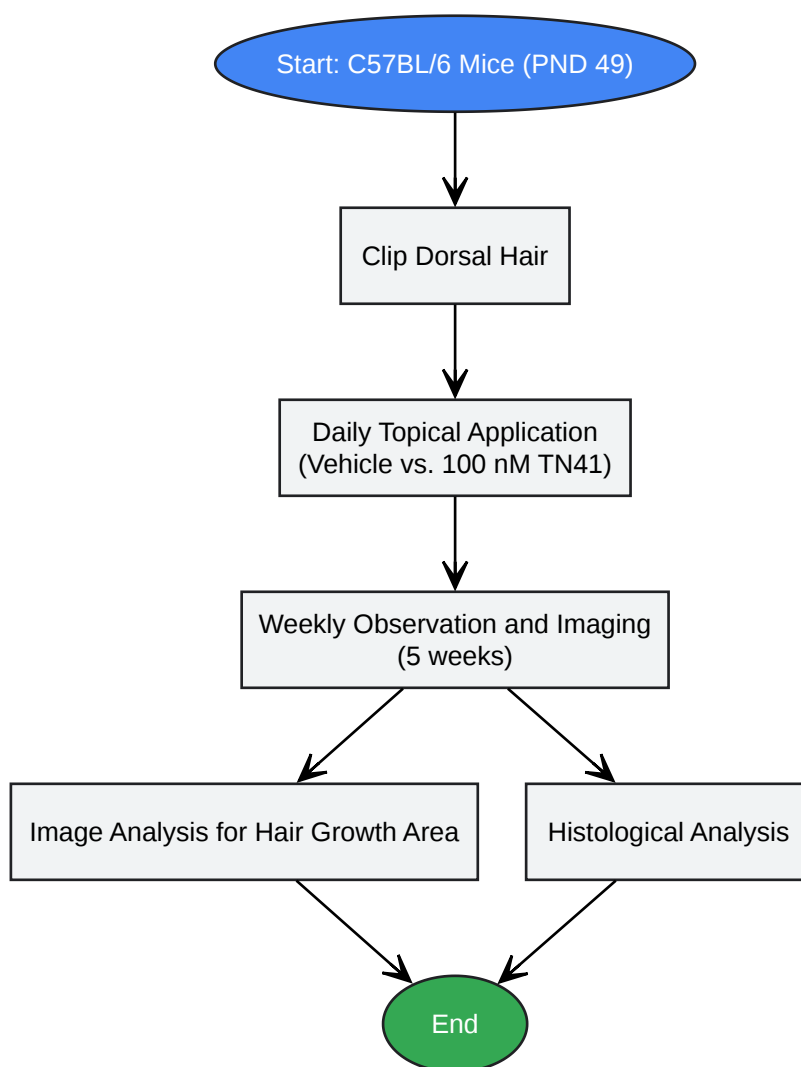 Start: C57BL/6 Mice (PND 49)
Clip Dorsal Hair
Daily Topical Application
(Vehicle vs. 100 nM TN41)
Weekly Observation and Imaging
(5 weeks)
Image Analysis for Hair Growth Area
Histological Analysis
End